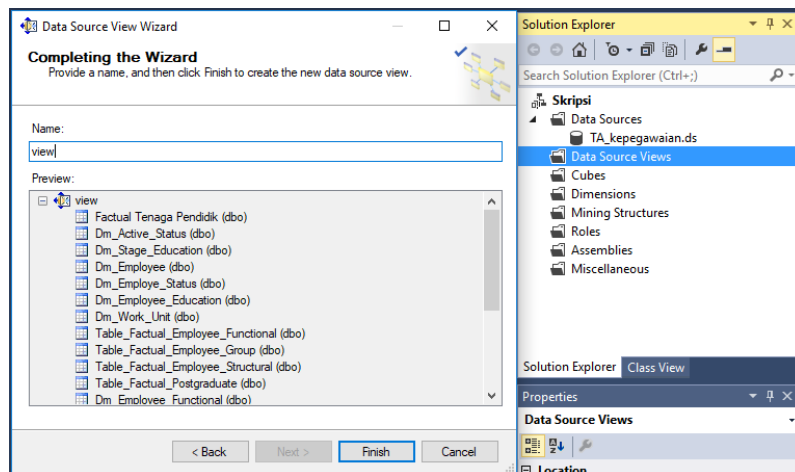 Data Source View Wizard
Completing the Wizard
Provide a name, and then click Finish to create the new data source view.
Name:
view
Preview:
view
Factual Tenaga Pendidik (dbo)
Dm_Active_Status (dbo)
Dm_Stage_Education (dbo)
Dm_Employee (dbo)
Dm_Employe_Status (dbo)
Dm_Employee_Education (dbo)
Dm_Work_Unit (dbo)
Table_Factual_Employee_Functional (dbo)
Table_Factual_Employee_Group (dbo)
Table_Factual_Employee_Structural (dbo)
Table_Factual_Postgraduate (dbo)
Dm_Employee_Functional (dbo)
< Back
Next >
Finish
Cancel
Solution Explorer
Search Solution Explorer (Ctrl+;)
Skripsi
Data Sources
TA_kepegawaian.ds
Data Source Views
Cubes
Dimensions
Mining Structures
Roles
Assemblies
Miscellaneous
Solution Explorer Class View
Properties
Data Source Views
Location